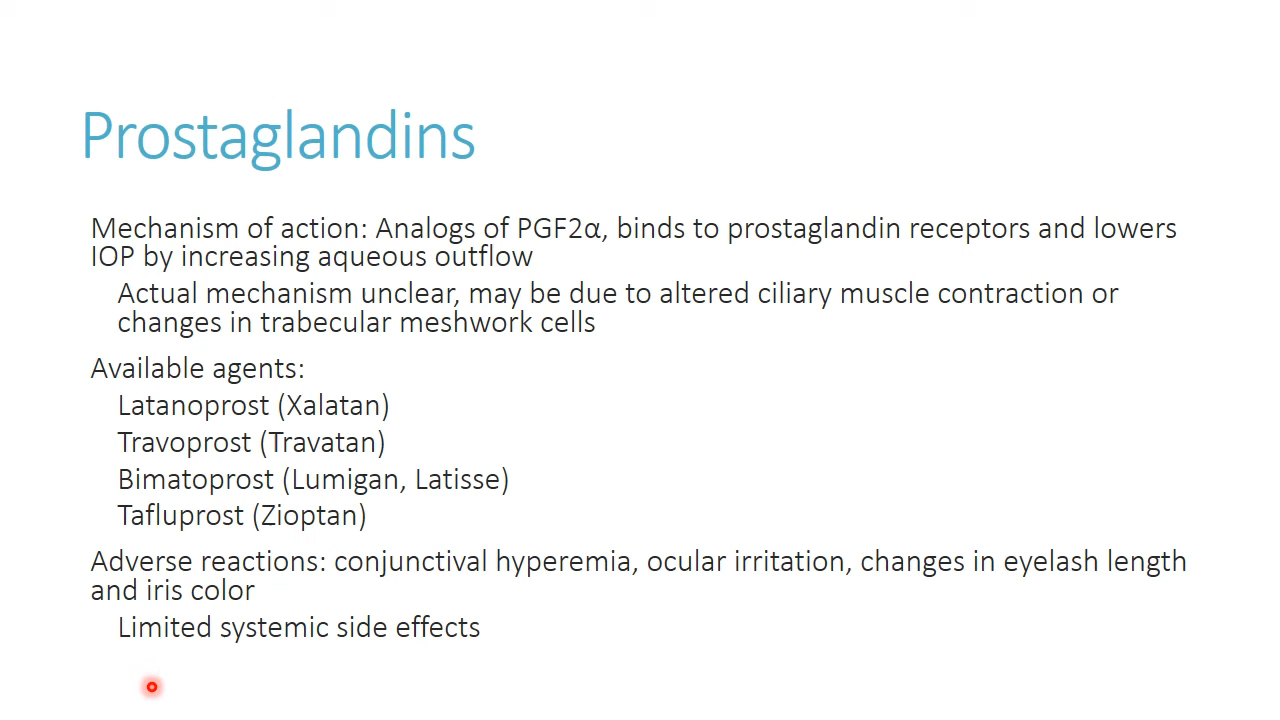 Prostaglandins
Mechanism of action: Analogs of PGF2α, binds to prostaglandin receptors and lowers
IOP by increasing aqueous outflow
Actual mechanism unclear, may be due to altered ciliary muscle contraction or
changes in trabecular meshwork cells
Available agents:
Latanoprost (Xalatan)
Travoprost (Travatan)
Bimatoprost (Lumigan, Latisse)
Tafluprost (Zioptan)
Adverse reactions: conjunctival hyperemia, ocular irritation, changes in eyelash length
and iris color
Limited systemic side effects